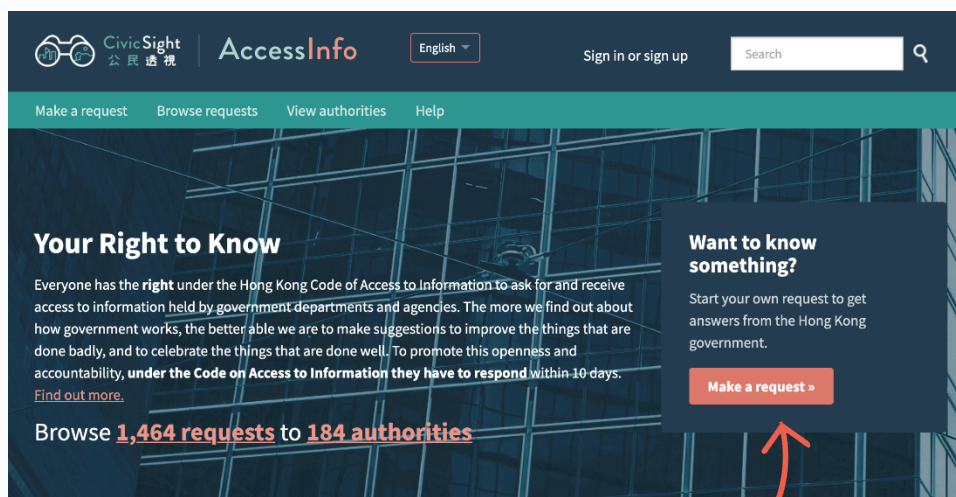 CivicSight
公民透視
AccessInfo
English
Sign in or sign up
Search
Make a request
Browse requests
View authorities
Help
Your Right to Know
Everyone has the right under the Hong Kong Code of Access to Information to ask for and receive
access to information held by government departments and agencies. The more we find out about
how government works, the better able we are to make suggestions to improve the things that are
done badly, and to celebrate the things that are done well. To promote this openness and
accountability, under the Code on Access to Information they have to respond within 10 days.
Find out more.
Browse 1,464 requests to 184 authorities
Want to know
something?
Start your own request to get
answers from the Hong Kong
government.
Make a request »